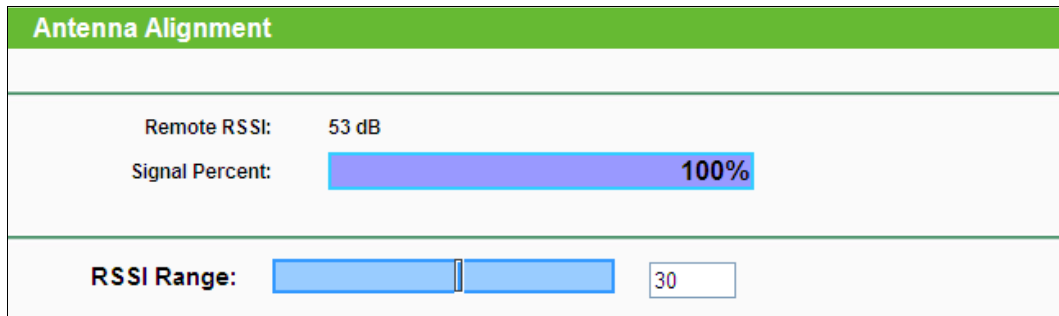 Antenna Alignment
Remote RSSI: 53 dB
Signal Percent: 100%
RSSI Range: 30